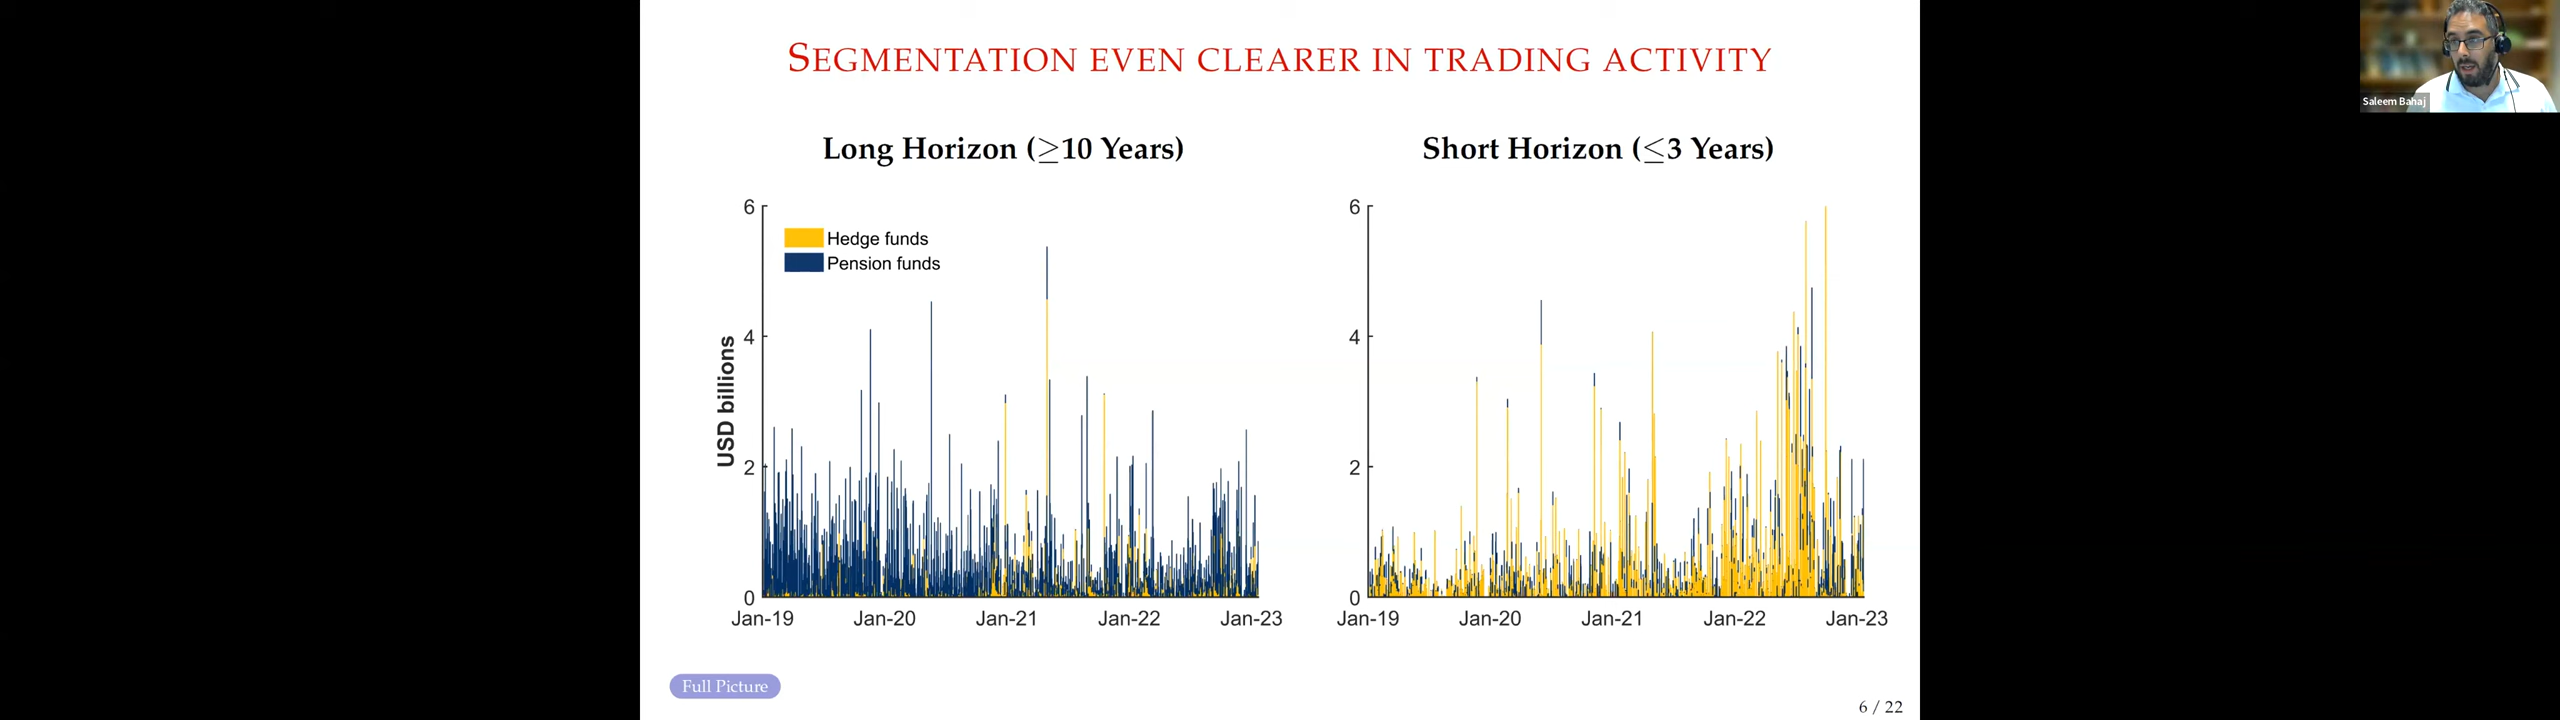 SEGMENTATION EVEN CLEARER IN TRADING ACTIVITY
Saleem Bahaj
Long Horizon (≥10 Years)
6
4
2
0
USD billions
Hedge funds
Pension funds
Jan-19
Jan-20
Jan-21
Jan-22
Jan-23
Short Horizon (≤3 Years)
6
4
2
0
Jan-19
Jan-20
Jan-21
Jan-22
Jan-23
Full Picture
6 / 22